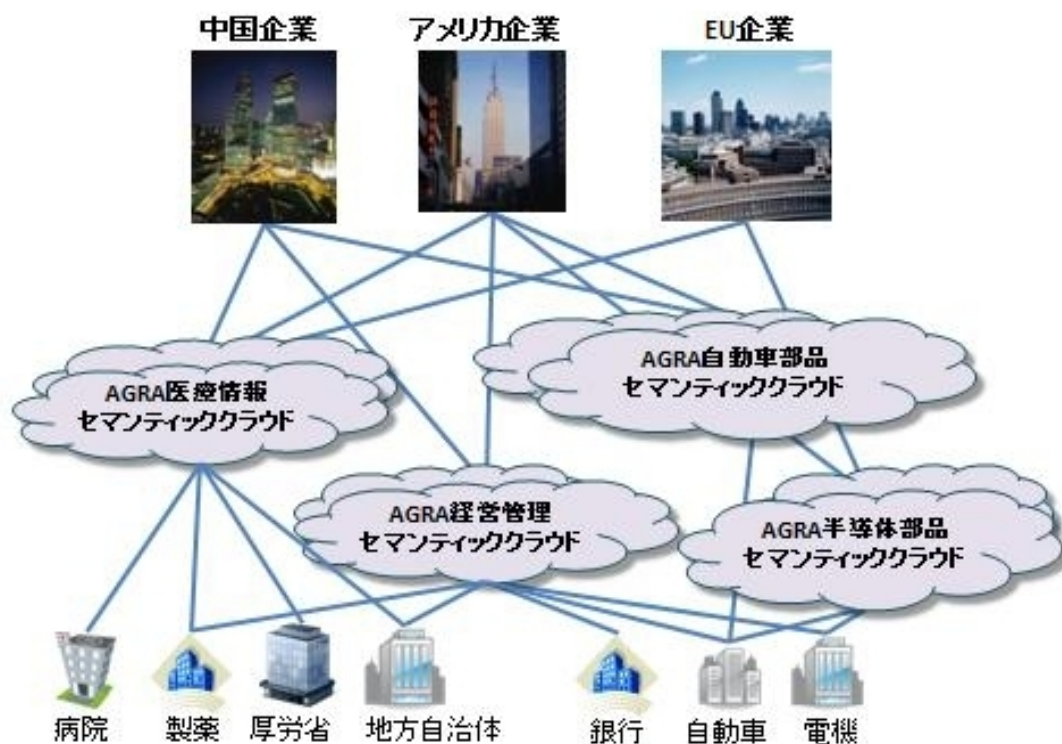 中国企業
アメリカ企業
EU企業
AGRA自動車部品
セマンティッククラウド
AGRA医療情報
セマンティッククラウド
AGRA経営管理
セマンティッククラウド
AGRA半導体部品
セマンティッククラウド
病院
製薬
厚労省
地方自治体
銀行
自動車
電機